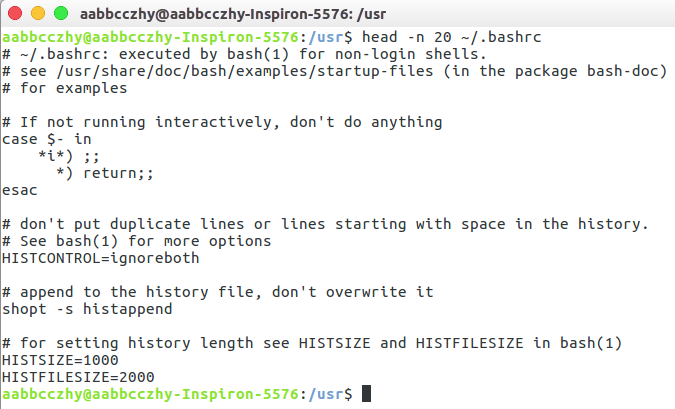 aabbcczhy@aabbcczhy-Inspiron-5576: /usr
aabbcczhy@aabbcczhy-Inspiron-5576:/usr$ head -n 20 ~/.bashrc
# ~/.bashrc: executed by bash(1) for non-login shells.
# see /usr/share/doc/bash/examples/startup-files (in the package bash-doc)
# for examples

# If not running interactively, don't do anything
case $- in
    *i*) ;;
      *) return;;
esac

# don't put duplicate lines or lines starting with space in the history.
# See bash(1) for more options
HISTCONTROL=ignoreboth

# append to the history file, don't overwrite it
shopt -s histappend

# for setting history length see HISTSIZE and HISTFILESIZE in bash(1)
HISTSIZE=1000
HISTFILESIZE=2000
aabbcczhy@aabbcczhy-Inspiron-5576:/usr$